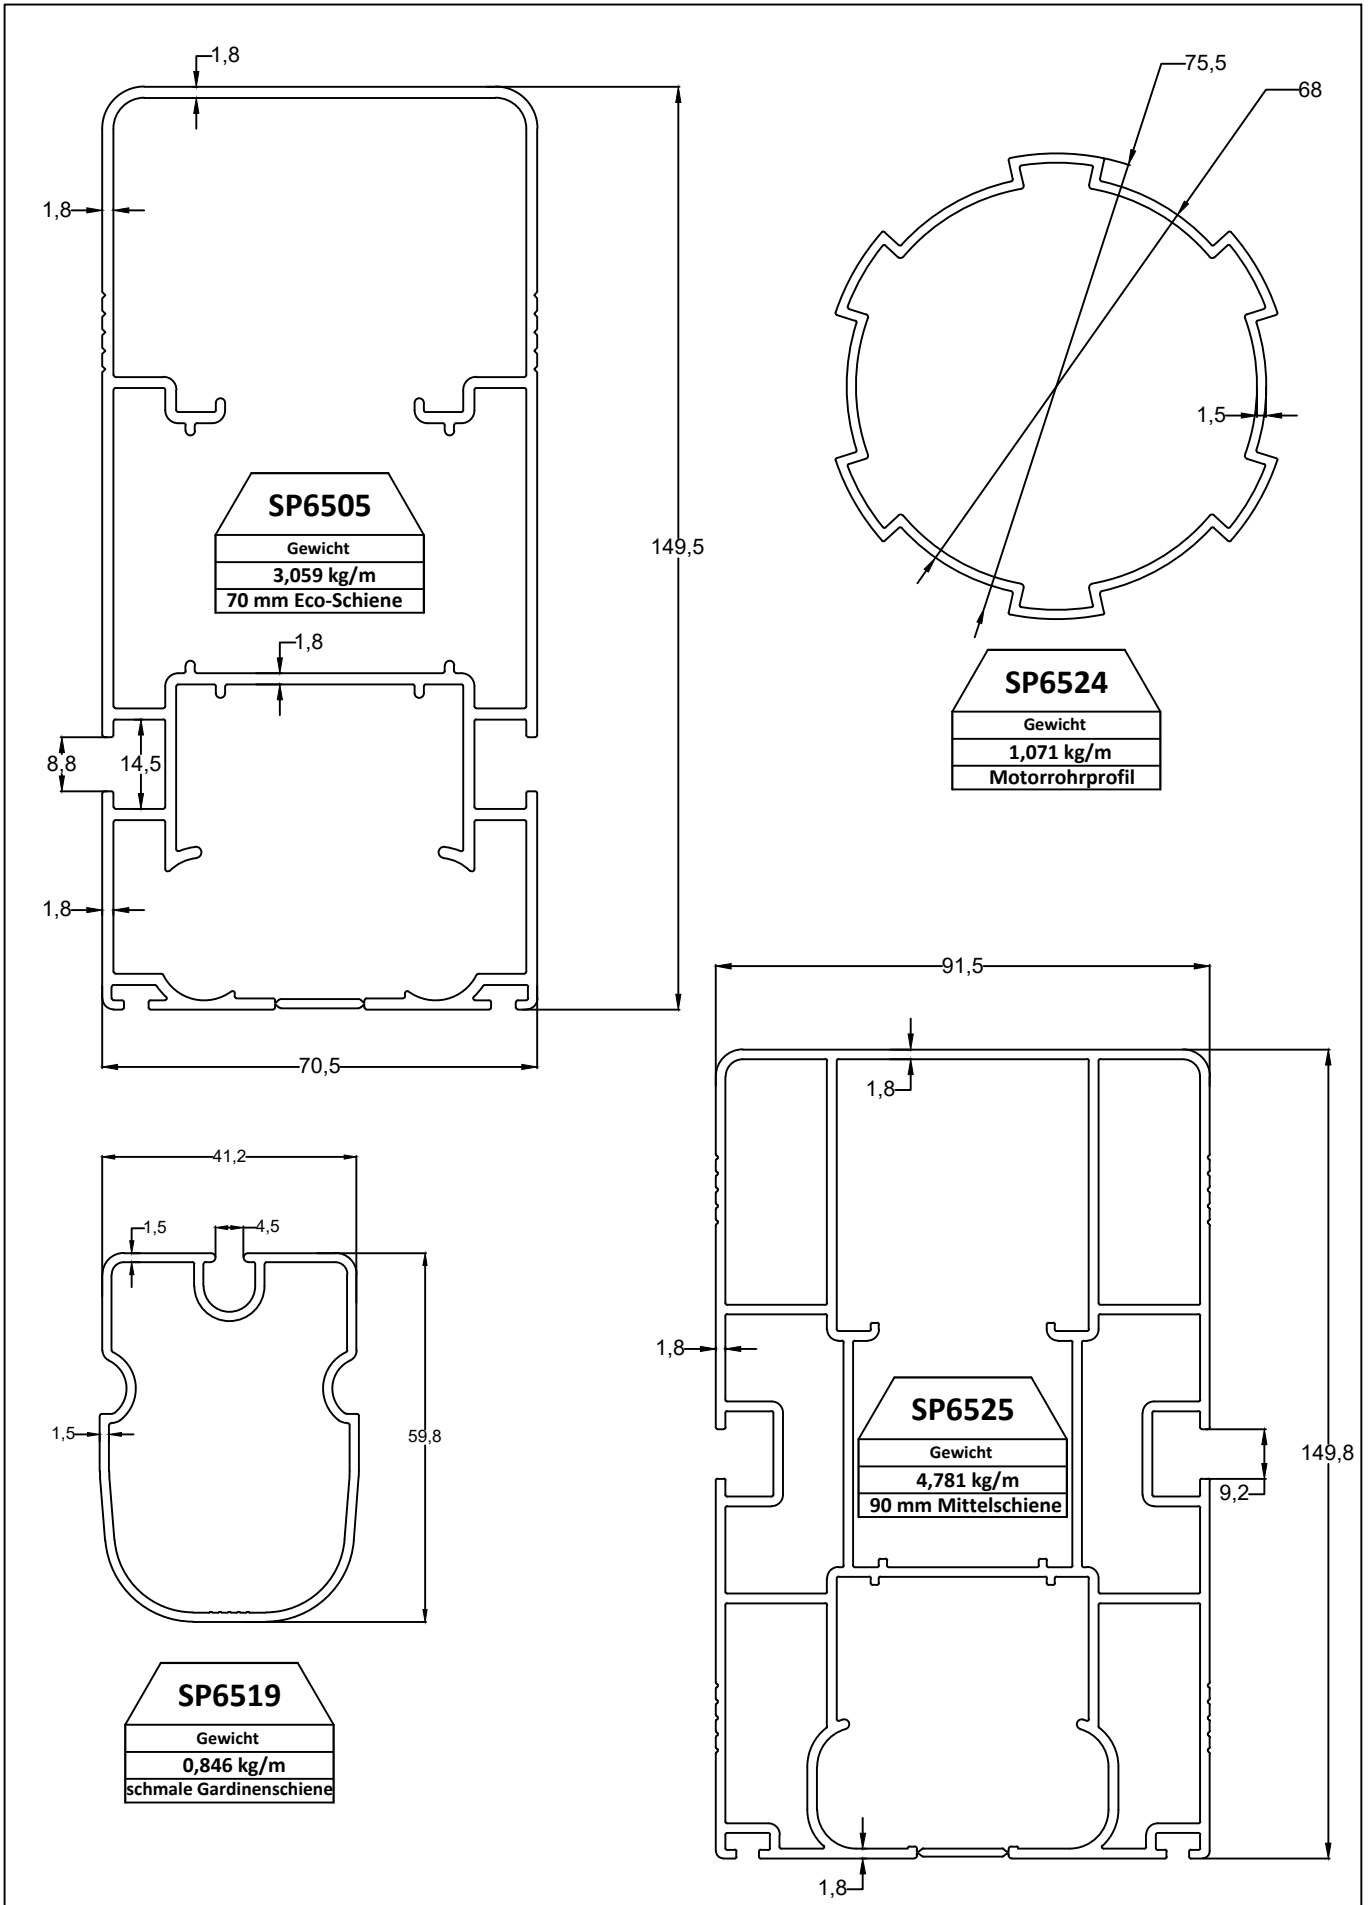 1,8
1,8
SP6505
Gewicht
3,059 kg/m
70 mm Eco-Schiene
149,5
1,8
8,8
14,5
1,8
70,5
75,5
68
1,5
SP6524
Gewicht
1,071 kg/m
Motorrohrprofil
41,2
1,5
4,5
1,5
59,8
SP6519
Gewicht
0,846 kg/m
schmale Gardinenschiene
91,5
1,8
1,8
SP6525
Gewicht
4,781 kg/m
90 mm Mittelschiene
149,8
9,2
1,8